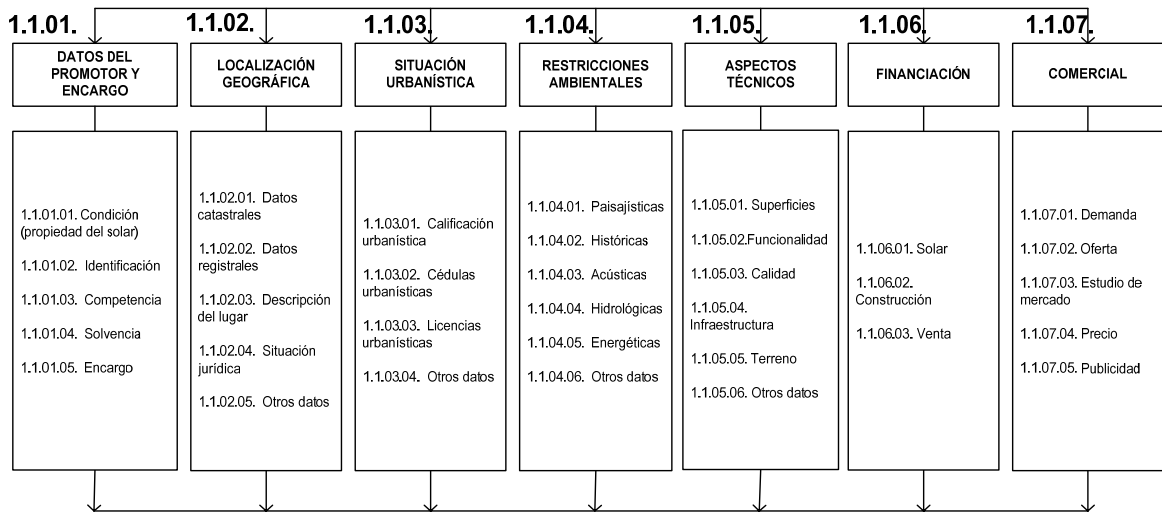 1.1.01.
DATOS DEL
PROMOTOR Y
ENCARGO
1.1.01.01. Condición
(propiedad del solar)
1.1.01.02. Identificación
1.1.01.03. Competencia
1.1.01.04. Solvencia
1.1.01.05. Encargo
1.1.02.
LOCALIZACIÓN
GEOGRÁFICA
1.1.02.01. Datos
catastrales
1.1.02.02. Datos
registrales
1.1.02.03. Descripción
del lugar
1.1.02.04. Situación
jurídica
1.1.02.05. Otros datos
1.1.03.
SITUACIÓN
URBANÍSTICA
1.1.03.01. Calificación
urbanística
1.1.03.02. Cédulas
urbanísticas
1.1.03.03. Licencias
urbanísticas
1.1.03.04. Otros datos
1.1.04.
RESTRICCIONES
AMBIENTALES
1.1.04.01. Paisajísticas
1.1.04.02. Históricas
1.1.04.03. Acústicas
1.1.04.04. Hidrológicas
1.1.04.05. Energéticas
1.1.04.06. Otros datos
1.1.05.
ASPECTOS
TÉCNICOS
1.1.05.01. Superficies
1.1.05.02.Funcionalidad
1.1.05.03. Calidad
1.1.05.04.
Infraestructura
1.1.05.05. Terreno
1.1.05.06. Otros datos
1.1.06.
FINANCIACIÓN
1.1.06.01. Solar
1.1.06.02.
Construcción
1.1.06.03. Venta
1.1.07.
COMERCIAL
1.1.07.01. Demanda
1.1.07.02. Oferta
1.1.07.03. Estudio de
mercado
1.1.07.04. Precio
1.1.07.05. Publicidad